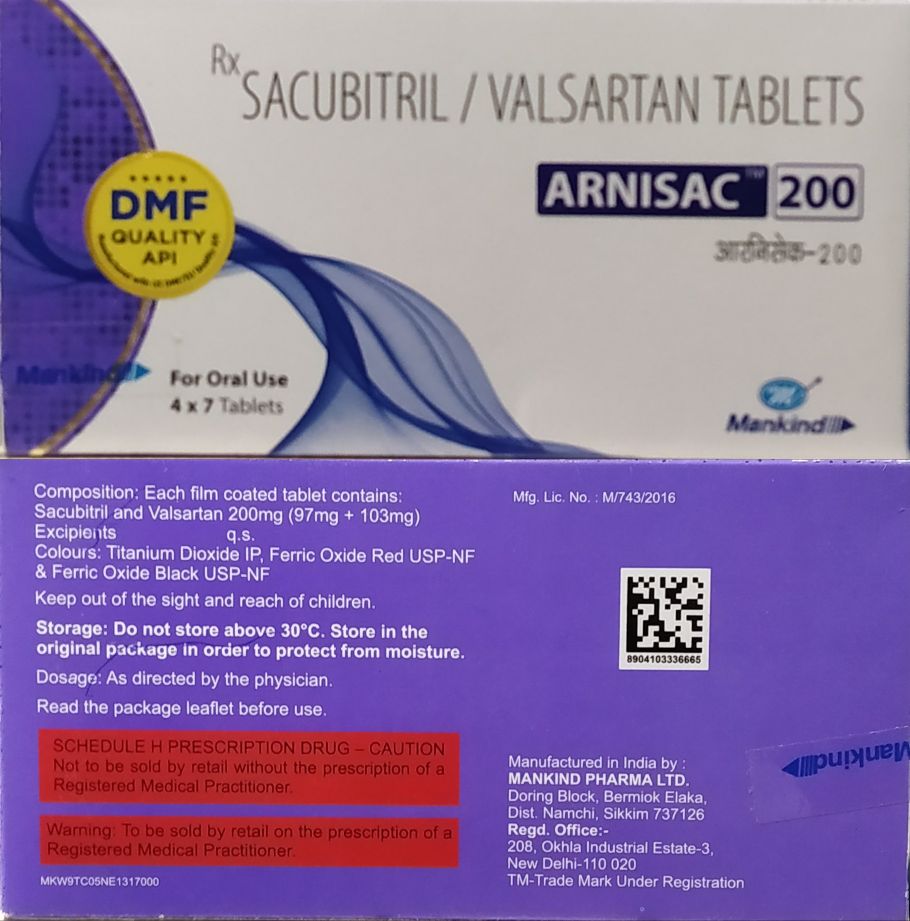 Rx
SACUBITRIL / VALSARTAN TABLETS
ARNISAC™ 200
आरनिसेक-200
DMF
QUALITY
API
Mankind
For Oral Use
4 x 7 Tablets
Mankind
Composition: Each film coated tablet contains:
Sacubitril and Valsartan 200mg (97mg + 103mg)
Excipients q.s.
Colours: Titanium Dioxide IP, Ferric Oxide Red USP-NF
& Ferric Oxide Black USP-NF
Keep out of the sight and reach of children.
Storage: Do not store above 30°C. Store in the
original package in order to protect from moisture.
Dosage: As directed by the physician.
Read the package leaflet before use.
SCHEDULE H PRESCRIPTION DRUG – CAUTION
Not to be sold by retail without the prescription of a
Registered Medical Practitioner.
Warning: To be sold by retail on the prescription of a
Registered Medical Practitioner.
MKW9TC05NE1317000
Mfg. Lic. No. : M/743/2016
8904103336665
Manufactured in India by :
MANKIND PHARMA LTD.
Doring Block, Bermiok Elaka,
Dist. Namchi, Sikkim 737126
Regd. Office:-
208, Okhla Industrial Estate-3,
New Delhi-110 020
TM-Trade Mark Under Registration
Mankind